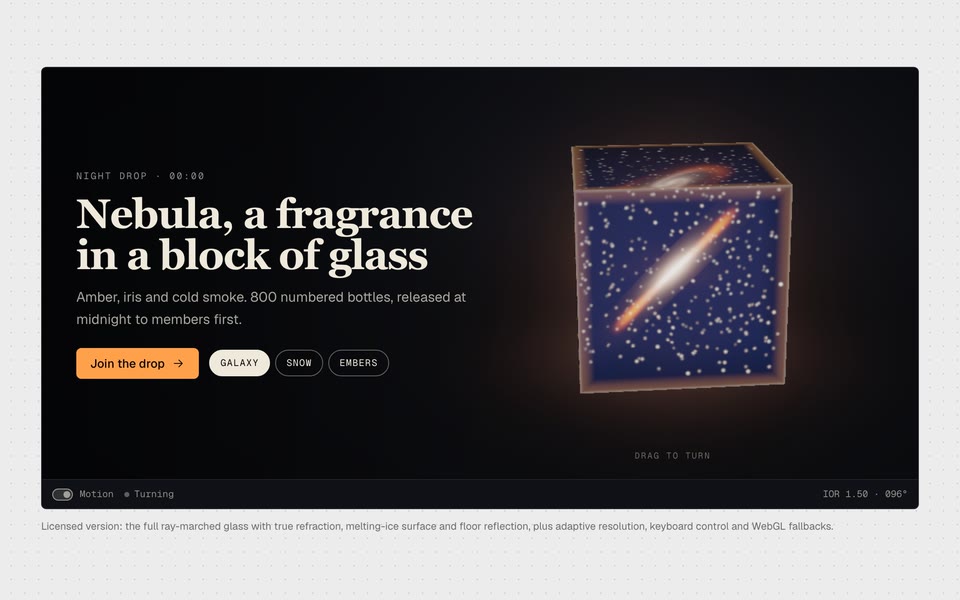 NIGHT DROP · 00:00
Nebula, a fragrance
in a block of glass
Amber, iris and cold smoke. 800 numbered bottles, released at
midnight to members first.
Join the drop →
GALAXY
SNOW
EMBERS
DRAG TO TURN
Motion
Turning
IOR 1.50 · 096°
Licensed version: the full ray-marched glass with true refraction, melting-ice surface and floor reflection, plus adaptive resolution, keyboard control and WebGL fallbacks.